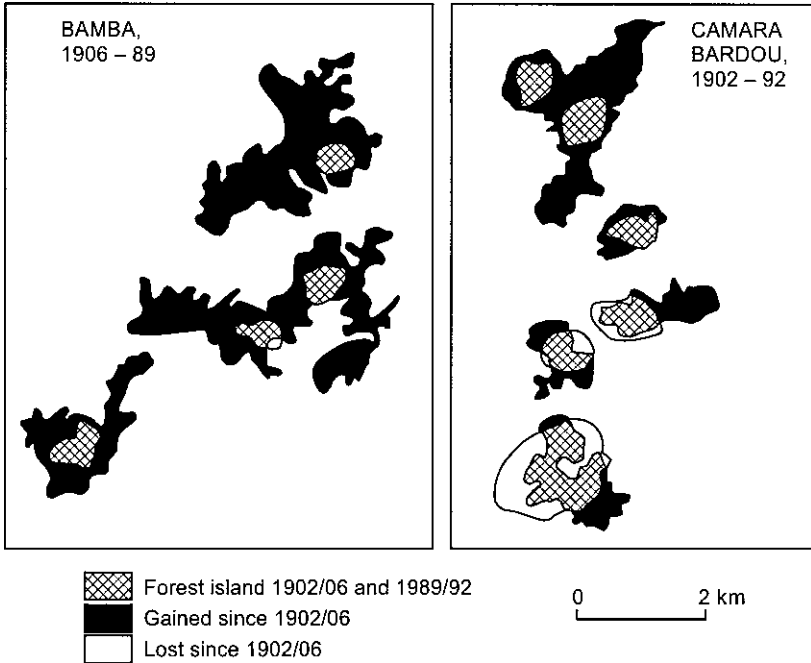 BAMBA,
1906 – 89
CAMARA
BARDOU,
1902 – 92
Forest island 1902/06 and 1989/92
Gained since 1902/06
Lost since 1902/06
0 2 km